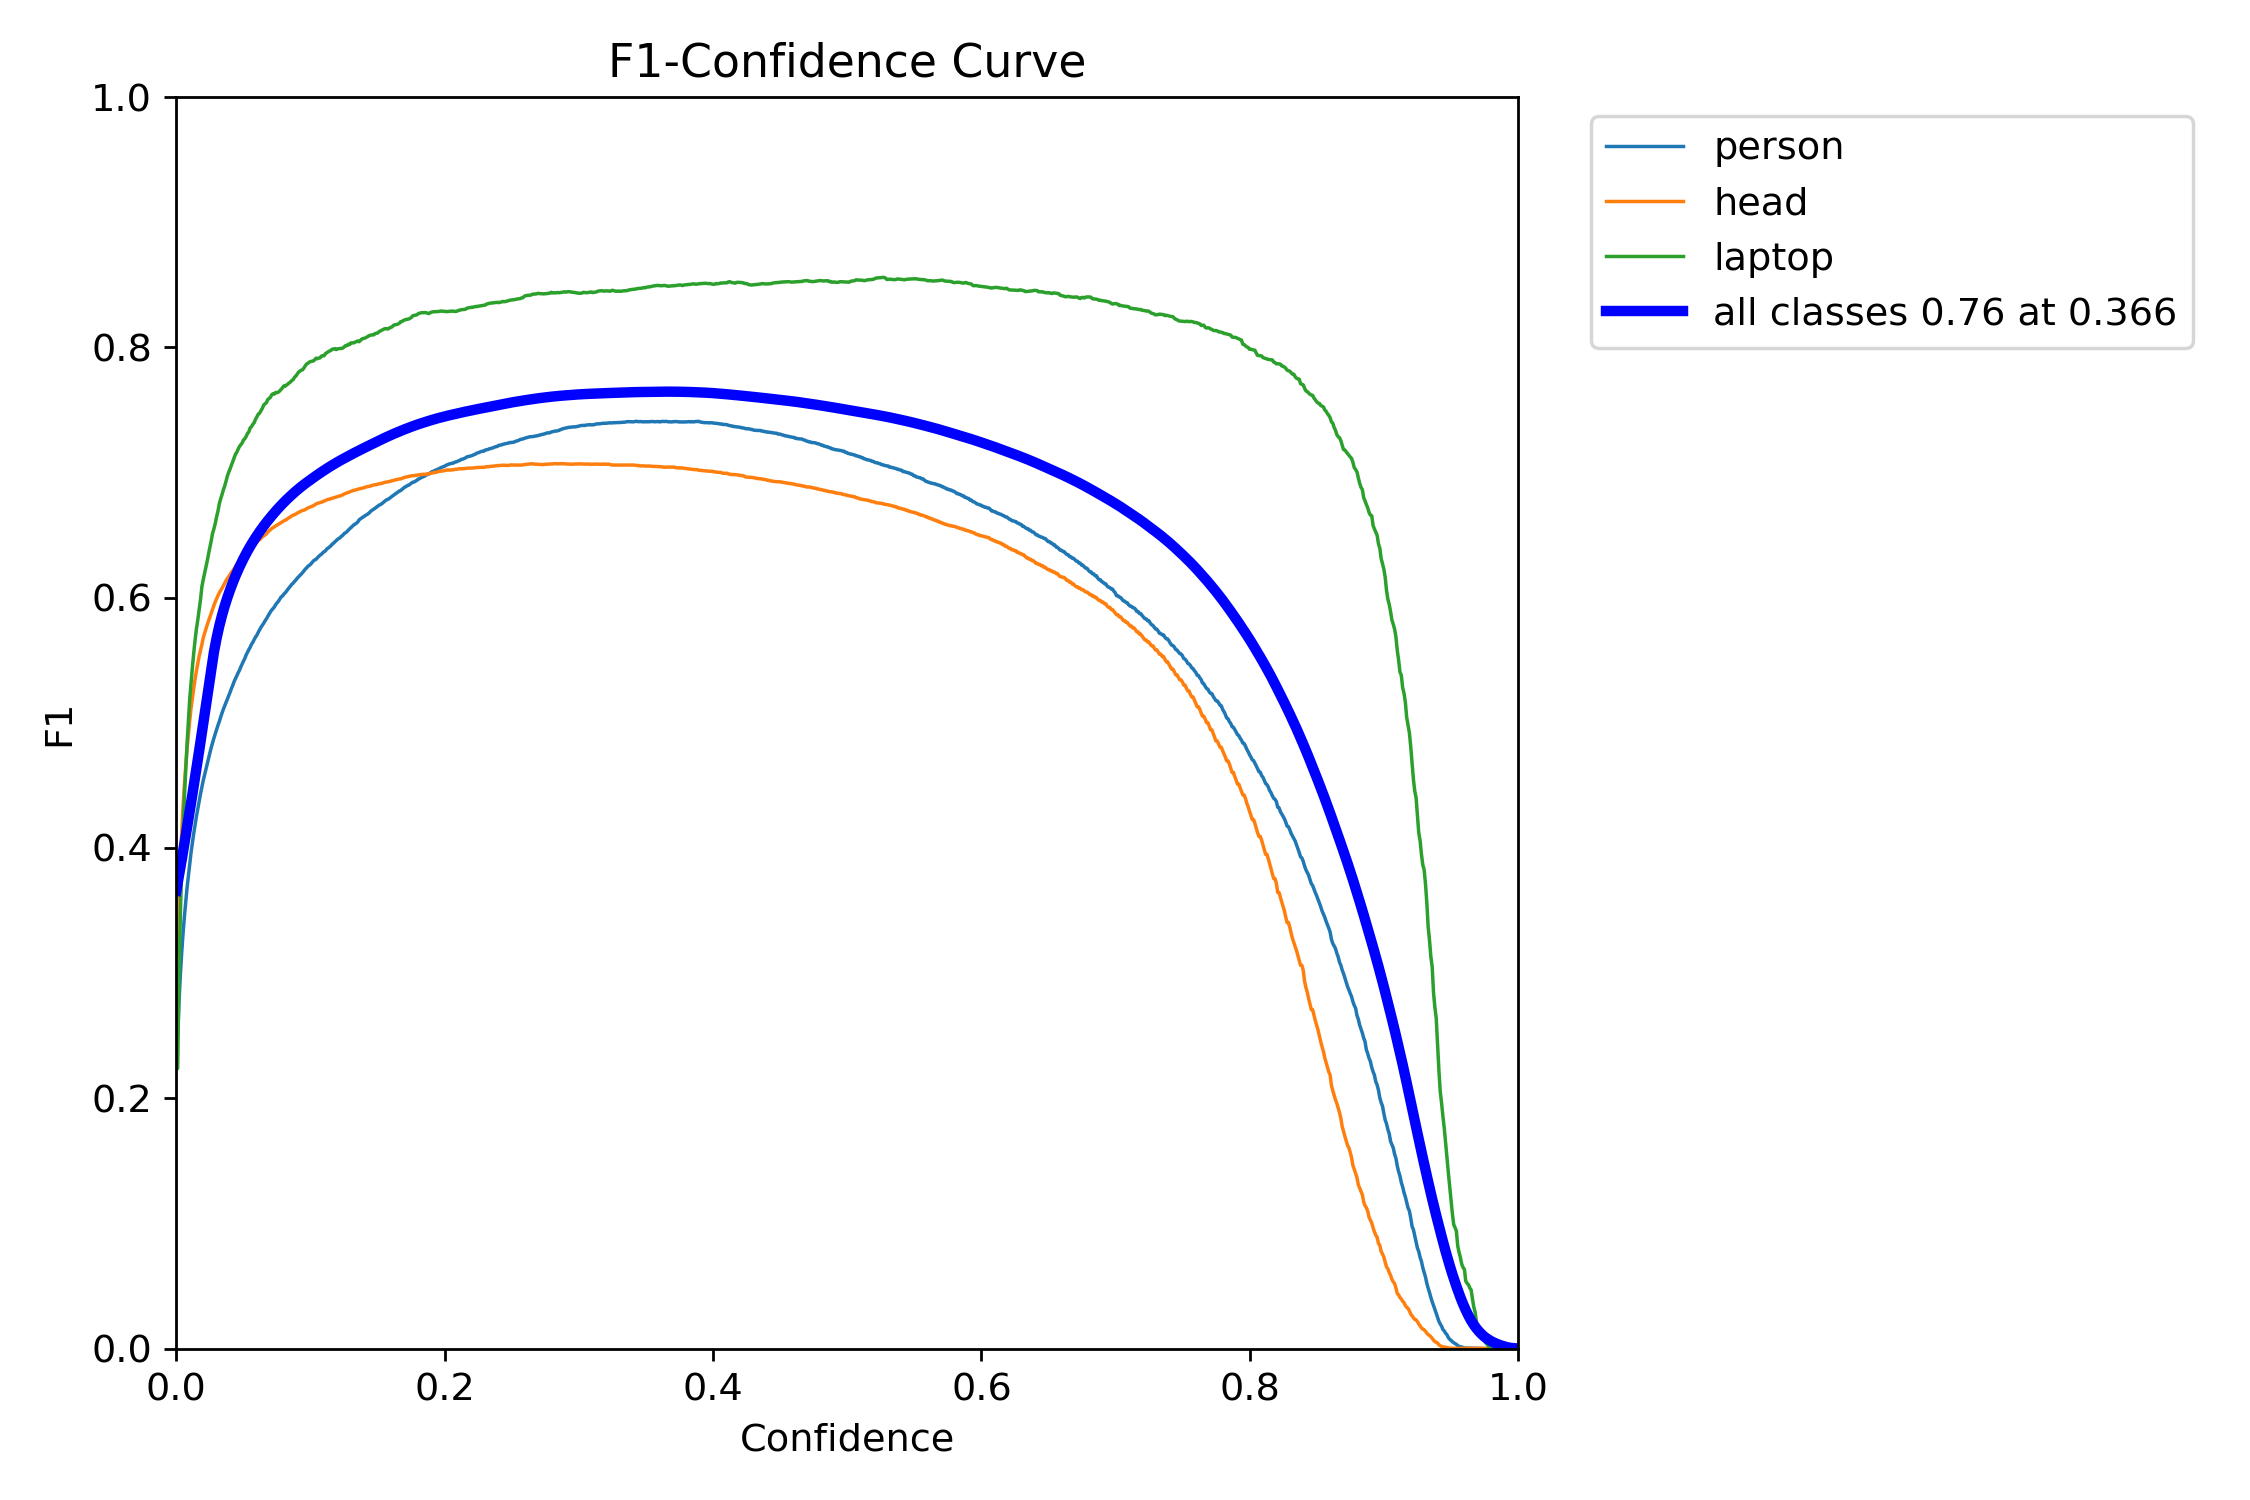 F1-Confidence Curve
1.0
0.8
0.6
0.4
0.2
0.0
F1
0.0 0.2 0.4 0.6 0.8 1.0
Confidence
person
head
laptop
all classes 0.76 at 0.366